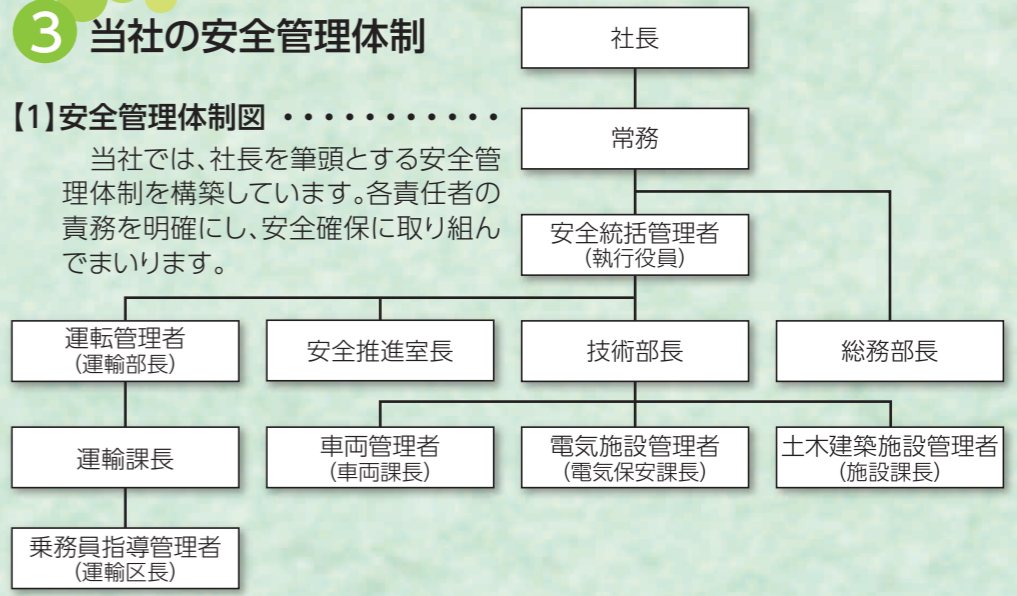 3 当社の安全管理体制
【1】安全管理体制図 ・・・・・・・・・・・
当社では、社長を筆頭とする安全管
理体制を構築しています。各責任者の
責務を明確にし、安全確保に取り組ん
でまいります。
社長
常務
安全統括管理者
(執行役員)
運転管理者
(運輸部長)
安全推進室長
技術部長
総務部長
運輸課長
車両管理者
(車両課長)
電気施設管理者
(電気保安課長)
土木建築施設管理者
(施設課長)
乗務員指導管理者
(運輸区長)